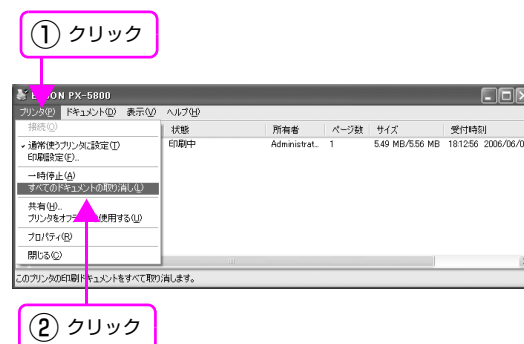 ① クリック
EPSON PX-5800
プリンタ(P) ドキュメント(D) 表示(V) ヘルプ(H)
接続(O)
状態 所有者 ページ数 サイズ 受付時刻
✓ 通常使うプリンタに設定(T)
印刷中 Administrat... 1 5.49 MB/5.56 MB 18:12:56 2006/06/0
印刷設定(E)...
一時停止(A)
すべてのドキュメントの取り消し(L)
共有(H)...
プリンタをオフラ 使用する(U)
プロパティ(R)
閉じる(C)
このプリンタの印刷ドキュメントをすべて取り消します。
② クリック